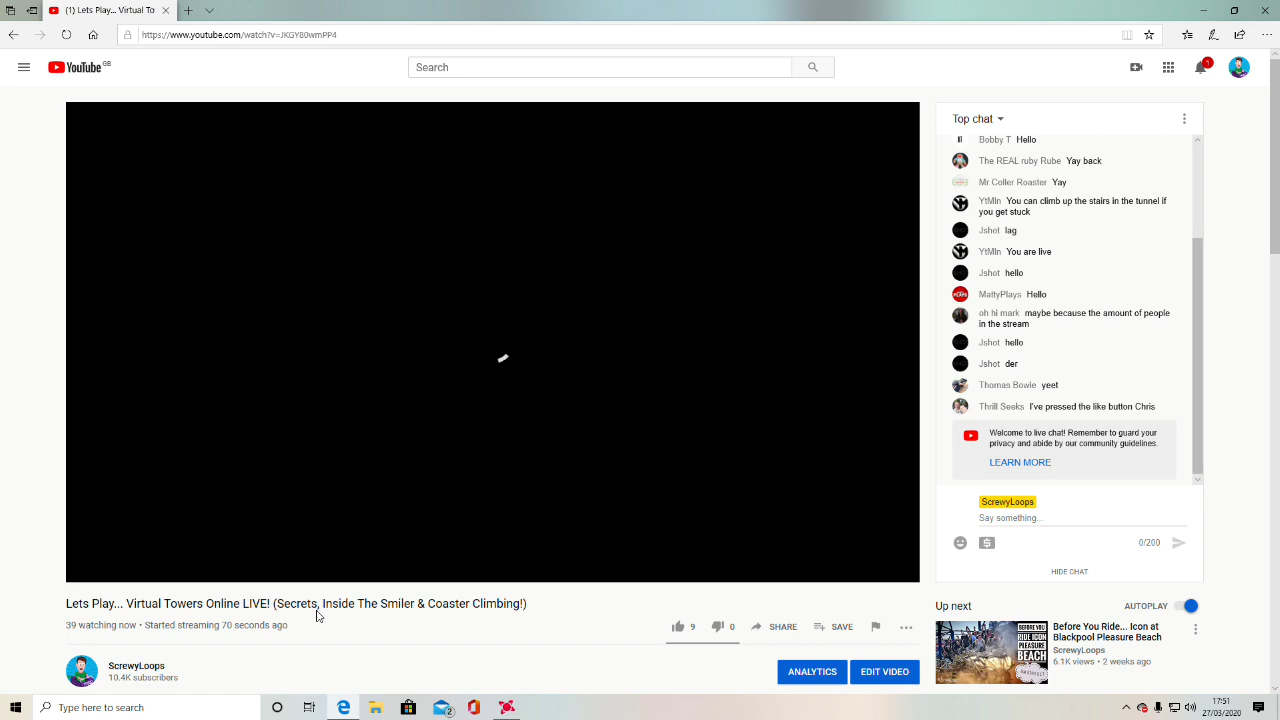 (1) Lets Play... Virtual To
https://www.youtube.com/watch?v=JKGY80wmPP4
YouTube GB
Search
1
Top chat
Bobby T Hello
The REAL ruby Rube Yay back
Mr Coller Roaster Yay
YtMln You can climb up the stairs in the tunnel if
you get stuck
Jshot lag
YtMln You are live
Jshot hello
MattyPlays Hello
oh hi mark maybe because the amount of people
in the stream
Jshot hello
Jshot der
Thomas Bowie yeet
Thrill Seeks I've pressed the like button Chris
Welcome to live chat! Remember to guard your
privacy and abide by our community guidelines.
LEARN MORE
ScrewyLoops
Say something...
0/200
HIDE CHAT
Lets Play... Virtual Towers Online LIVE! (Secrets, Inside The Smiler & Coaster Climbing!)
39 watching now • Started streaming 70 seconds ago
9
0
SHARE
SAVE
ScrewyLoops
10.4K subscribers
ANALYTICS
EDIT VIDEO
Up next
AUTOPLAY
BEFORE YOU
RIDE...
ICON
PLEASURE
BEACH
Before You Ride... Icon at
Blackpool Pleasure Beach
ScrewyLoops
6.1K views • 2 weeks ago
Type here to search
2
17:51
27/03/2020